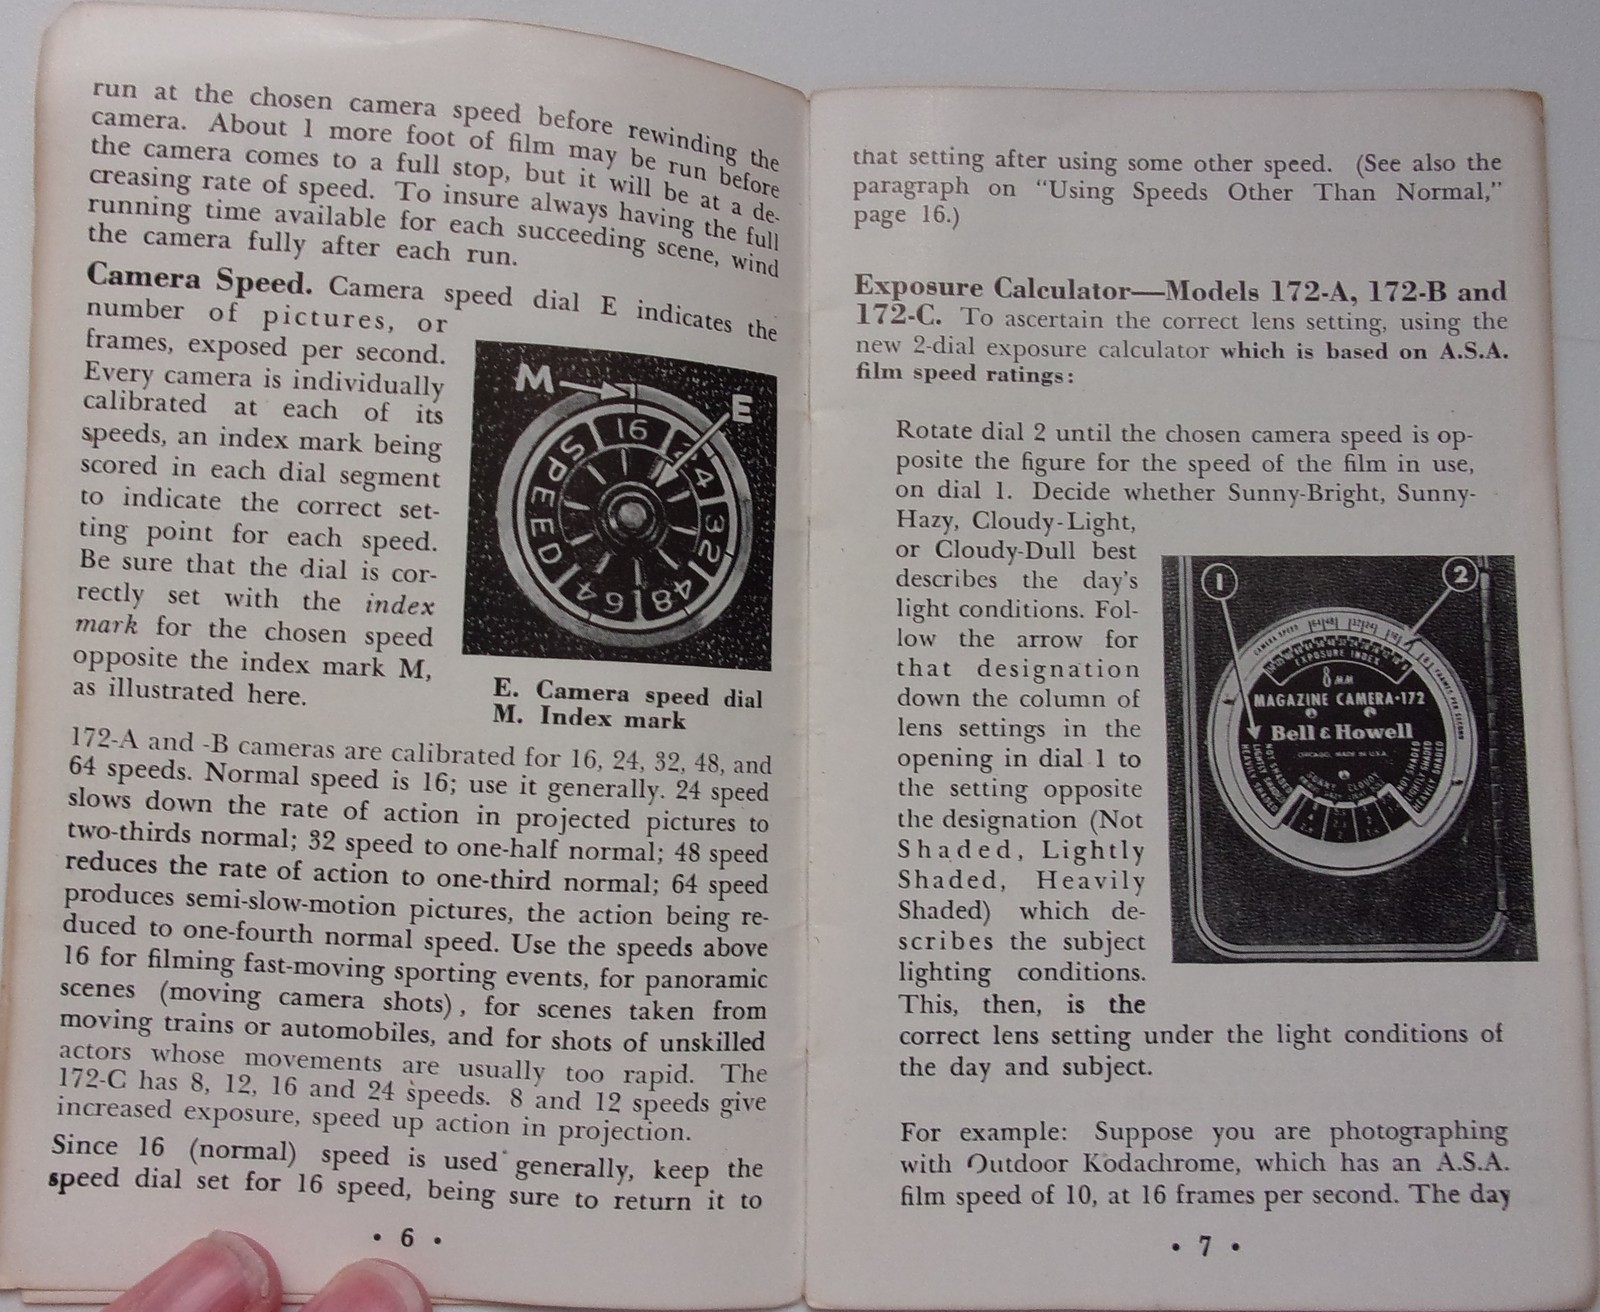 run at the chosen camera speed before rewinding the
camera. About 1 more foot of film may be run before
the camera comes to a full stop, but it will be at a de-
creasing rate of speed. To insure always having the full
running time available for each succeeding scene, wind
the camera fully after each run.
Camera Speed. Camera speed dial E indicates the
number of pictures, or
frames, exposed per second.
Every camera is individually
calibrated at each of its
speeds, an index mark being
scored in each dial segment
to indicate the correct set-
ting point for each speed.
Be sure that the dial is cor-
rectly set with the index
mark for the chosen speed
opposite the index mark M,
as illustrated here.
M
E
SPEED 16 24 32 48 16 64
E. Camera speed dial
M. Index mark
172-A and -B cameras are calibrated for 16, 24, 32, 48, and
64 speeds. Normal speed is 16; use it generally. 24 speed
slows down the rate of action in projected pictures to
two-thirds normal; 32 speed to one-half normal; 48 speed
reduces the rate of action to one-third normal; 64 speed
produces semi-slow-motion pictures, the action being re-
duced to one-fourth normal speed. Use the speeds above
16 for filming fast-moving sporting events, for panoramic
scenes (moving camera shots), for scenes taken from
moving trains or automobiles, and for shots of unskilled
actors whose movements are usually too rapid. The
172-C has 8, 12, 16 and 24 speeds. 8 and 12 speeds give
increased exposure, speed up action in projection.
Since 16 (normal) speed is used generally, keep the
speed dial set for 16 speed, being sure to return it to
• 6 •
that setting after using some other speed. (See also the
paragraph on "Using Speeds Other Than Normal,"
page 16.)
Exposure Calculator—Models 172-A, 172-B and
172-C. To ascertain the correct lens setting, using the
new 2-dial exposure calculator which is based on A.S.A.
film speed ratings:
Rotate dial 2 until the chosen camera speed is op-
posite the figure for the speed of the film in use,
on dial 1. Decide whether Sunny-Bright, Sunny-
Hazy, Cloudy-Light,
or Cloudy-Dull best
describes the day's
light conditions. Fol-
low the arrow for
that designation
down the column of
lens settings in the
opening in dial 1 to
the setting opposite
the designation (Not
Shaded, Lightly
Shaded, Heavily
Shaded) which de-
scribes the subject
lighting conditions.
This, then, is the
correct lens setting under the light conditions of
the day and subject.
1
2
CAMERA SPEED
FRAMES PER SECOND
EXPOSURE INDEX
8 MM
MAGAZINE CAMERA-172
Bell & Howell
CHICAGO, MADE IN U.S.A.
SUNNY CLOUDY
NOT SHADED
LIGHTLY SHADED
HEAVILY SHADED
NOT SHADED
LIGHTLY SHADED
HEAVILY SHADED
For example: Suppose you are photographing
with Outdoor Kodachrome, which has an A.S.A.
film speed of 10, at 16 frames per second. The day
• 7 •